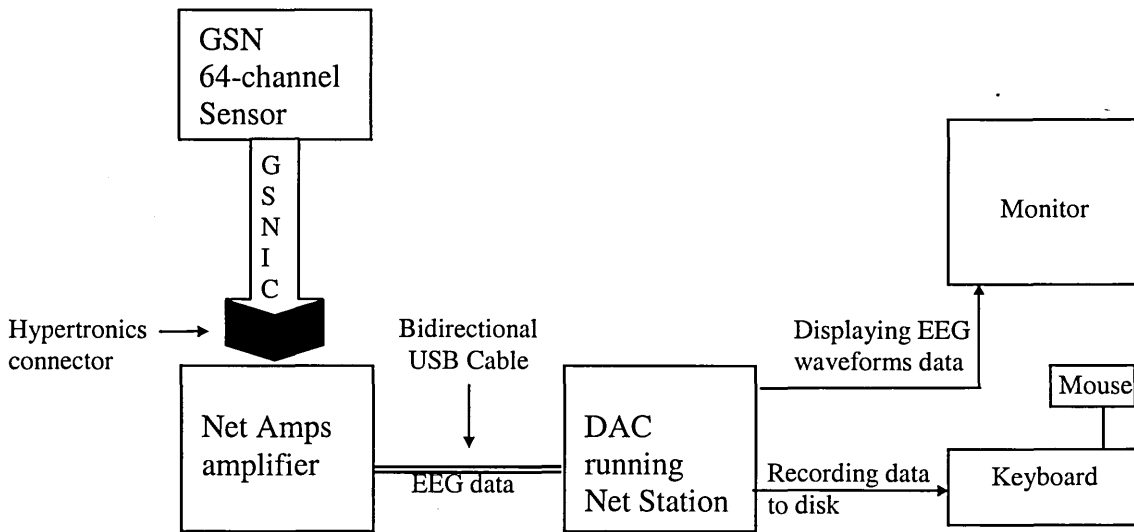 GSN
64-channel
Sensor
G
S
N
I
C
Hypertronics
connector
Net Amps
amplifier
Bidirectional
USB Cable
EEG data
DAC
running
Net Station
Displaying EEG
waveforms data
Monitor
Mouse
Recording data
to disk
Keyboard